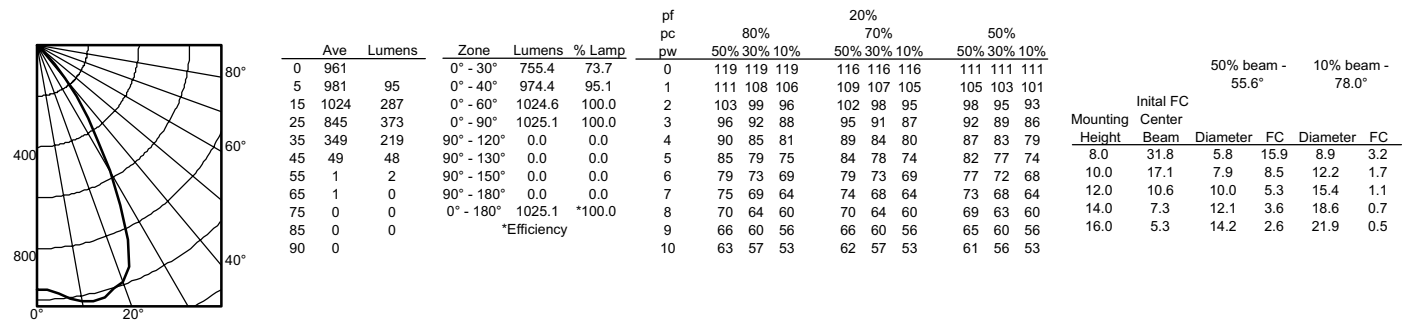 400
800
0°
20°
40°
60°
80°
Ave Lumens
0 961
5 981 95
15 1024 287
25 845 373
35 349 219
45 49 48
55 1 2
65 1 0
75 0 0
85 0 0
90 0
Zone Lumens % Lamp
0° - 30° 755.4 73.7
0° - 40° 974.4 95.1
0° - 60° 1024.6 100.0
0° - 90° 1025.1 100.0
90° - 120° 0.0 0.0
90° - 130° 0.0 0.0
90° - 150° 0.0 0.0
90° - 180° 0.0 0.0
0° - 180° 1025.1 *100.0
*Efficiency
pf 20%
pc 80% 70% 50%
pw 50% 30% 10% 50% 30% 10% 50% 30% 10%
0 119 119 119 116 116 116 111 111 111
1 111 108 106 109 107 105 105 103 101
2 103 99 96 102 98 95 98 95 93
3 96 92 88 95 91 87 92 89 86
4 90 85 81 89 84 80 87 83 79
5 85 79 75 84 78 74 82 77 74
6 79 73 69 79 73 69 77 72 68
7 75 69 64 74 68 64 73 68 64
8 70 64 60 70 64 60 69 63 60
9 66 60 56 66 60 56 65 60 56
10 63 57 53 62 57 53 61 56 53
50% beam - 10% beam -
55.6° 78.0°
Inital FC
Mounting Center
Height Beam Diameter FC Diameter FC
8.0 31.8 5.8 15.9 8.9 3.2
10.0 17.1 7.9 8.5 12.2 1.7
12.0 10.6 10.0 5.3 15.4 1.1
14.0 7.3 12.1 3.6 18.6 0.7
16.0 5.3 14.2 2.6 21.9 0.5